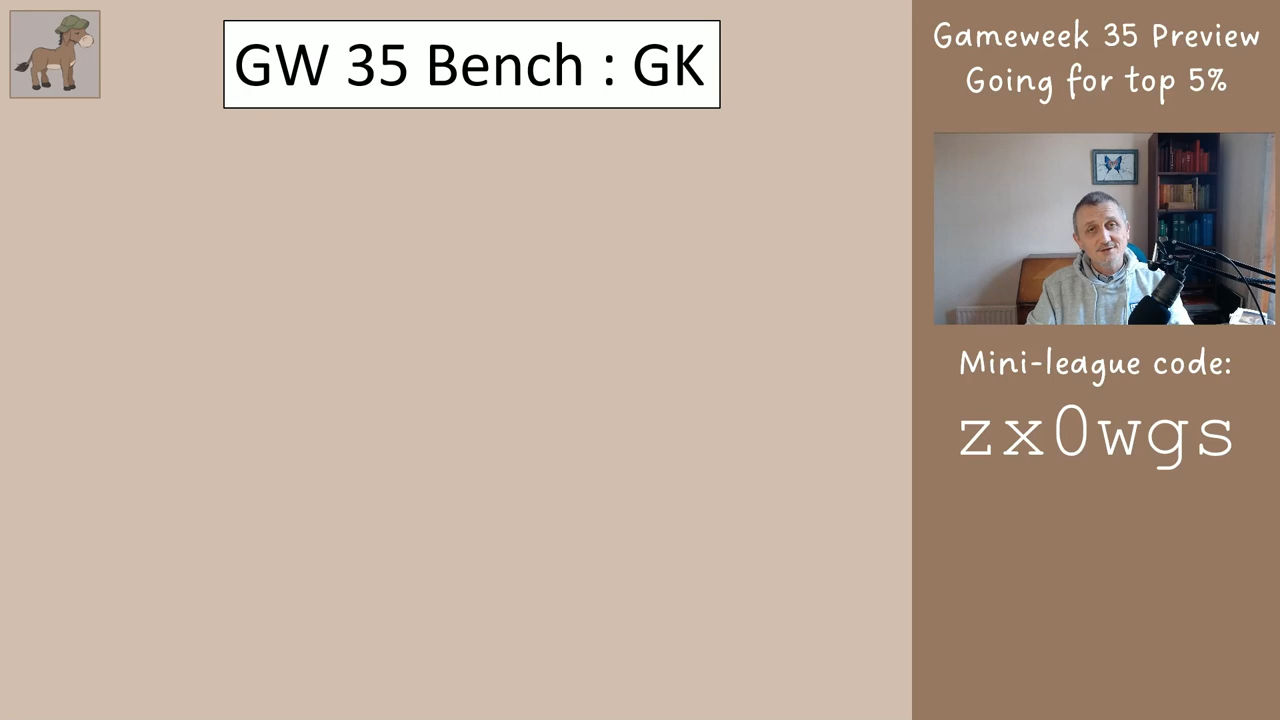 GW 35 Bench : GK
Gameweek 35 Preview
Going for top 5%
Mini-league code:
zx0wgs